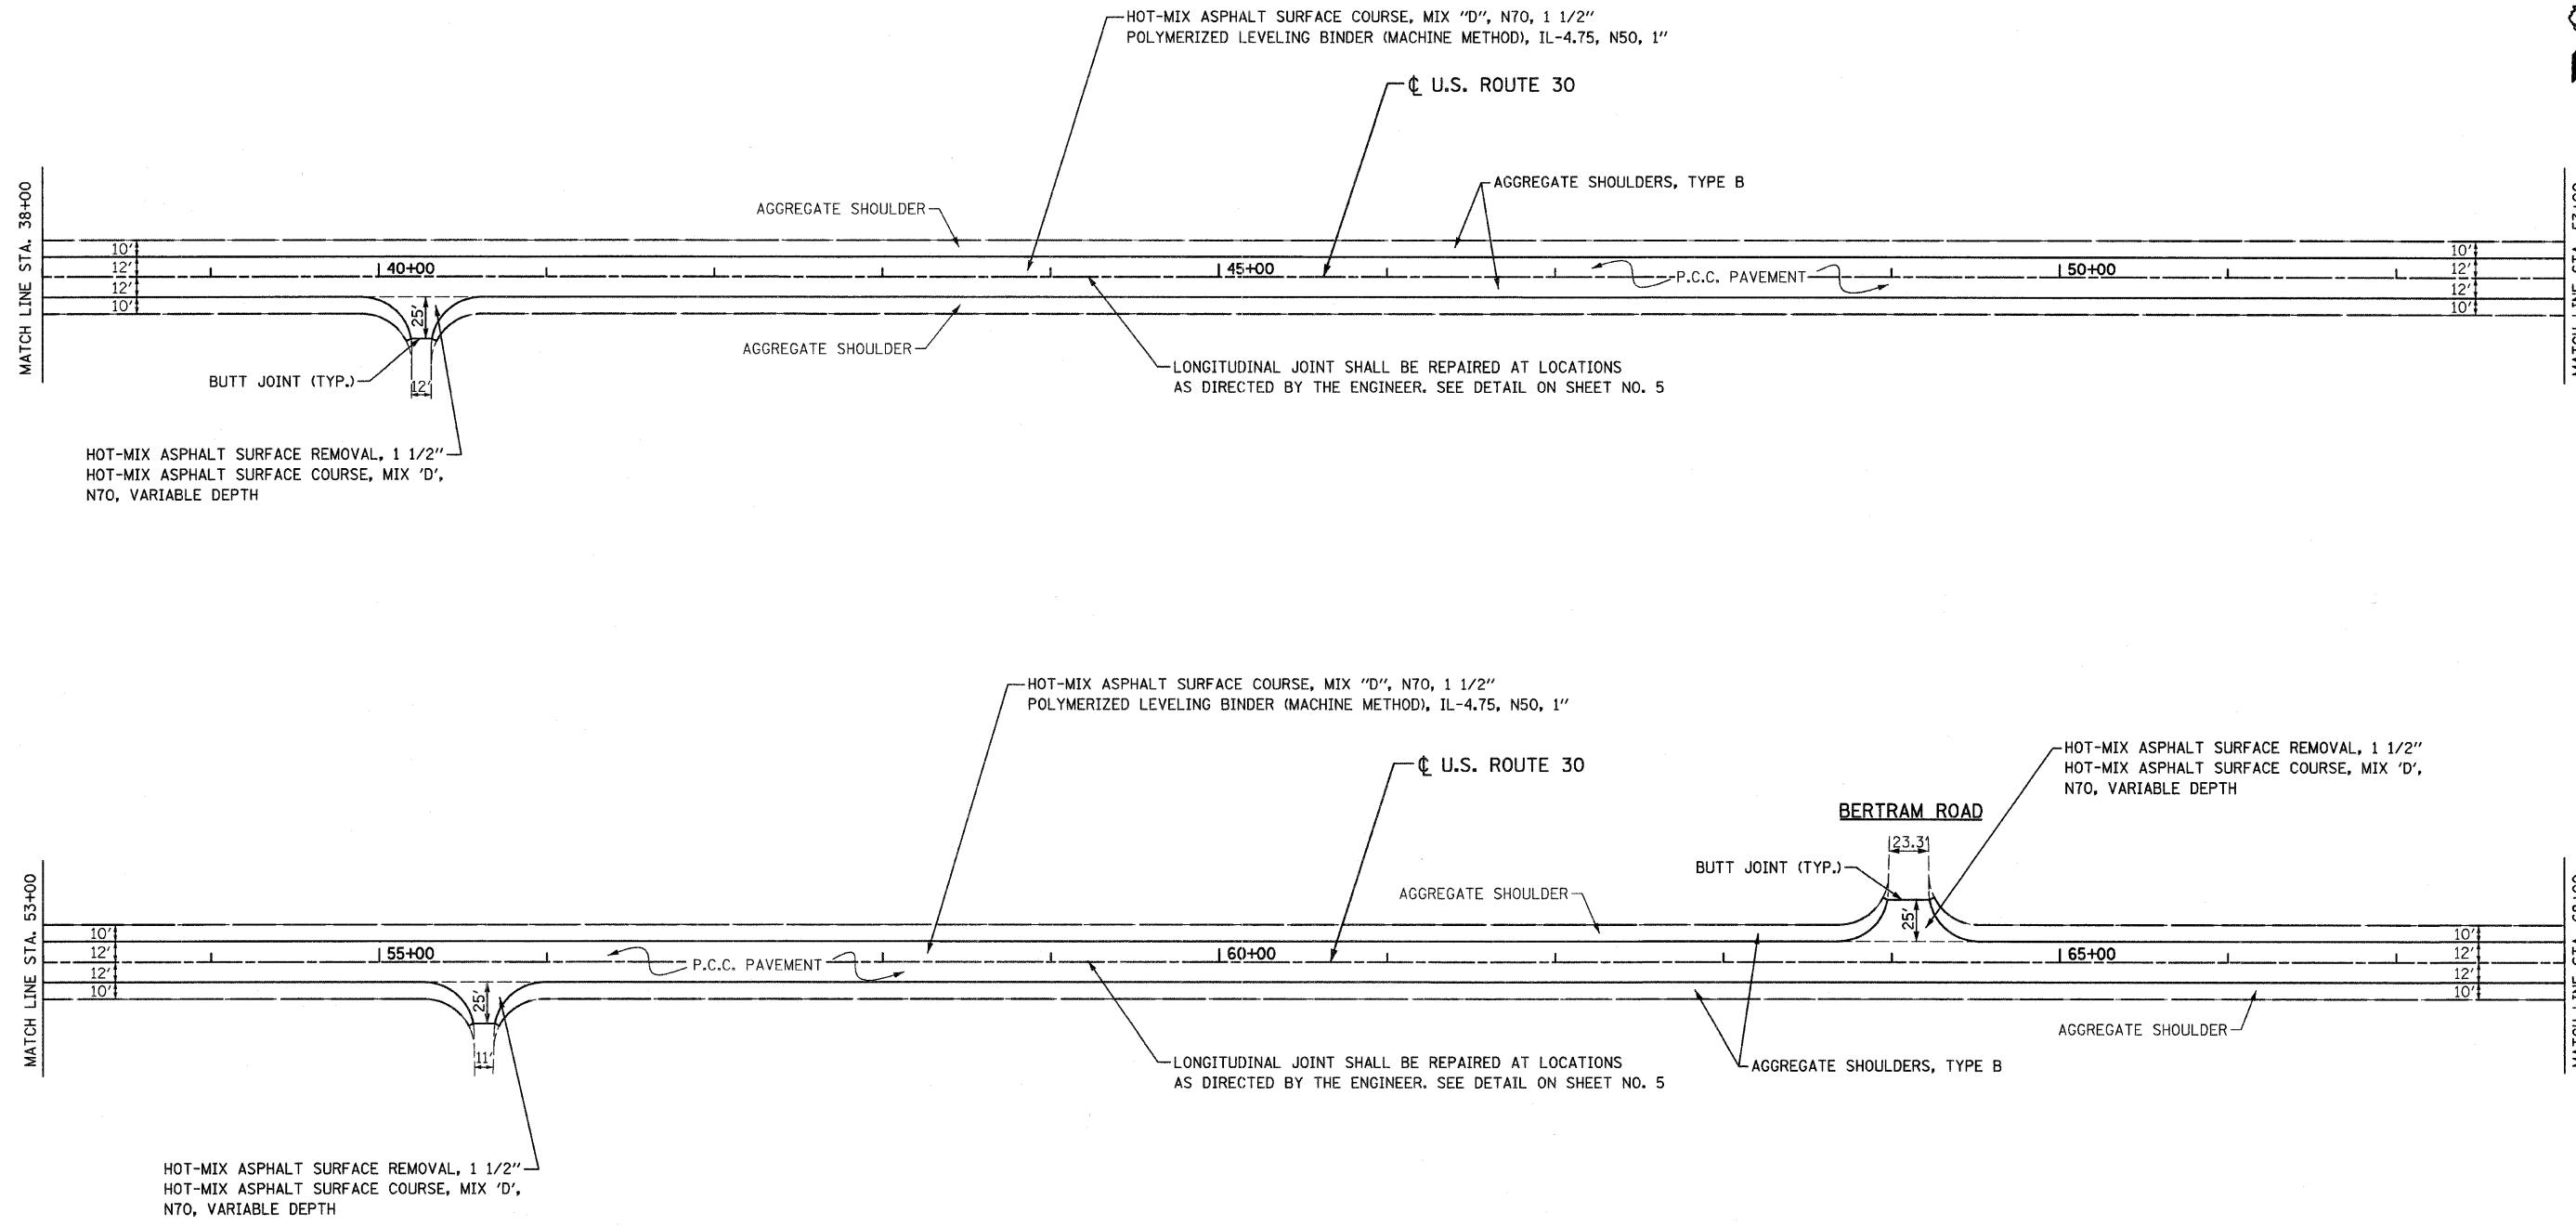 HOT-MIX ASPHALT SURFACE COURSE, MIX "D", N70, 1 1/2"
POLYMERIZED LEVELING BINDER (MACHINE METHOD), IL-4.75, N50, 1"
℄ U.S. ROUTE 30
AGGREGATE SHOULDERS, TYPE B
AGGREGATE SHOULDER
MATCH LINE STA. 38+00
10'
12'
12'
10'
40+00
45+00
P.C.C. PAVEMENT
50+00
10'
12'
12'
10'
25'
AGGREGATE SHOULDER
BUTT JOINT (TYP.)
12'
LONGITUDINAL JOINT SHALL BE REPAIRED AT LOCATIONS
AS DIRECTED BY THE ENGINEER. SEE DETAIL ON SHEET NO. 5
HOT-MIX ASPHALT SURFACE REMOVAL, 1 1/2"
HOT-MIX ASPHALT SURFACE COURSE, MIX 'D',
N70, VARIABLE DEPTH
HOT-MIX ASPHALT SURFACE COURSE, MIX "D", N70, 1 1/2"
POLYMERIZED LEVELING BINDER (MACHINE METHOD), IL-4.75, N50, 1"
℄ U.S. ROUTE 30
HOT-MIX ASPHALT SURFACE REMOVAL, 1 1/2"
HOT-MIX ASPHALT SURFACE COURSE, MIX 'D',
N70, VARIABLE DEPTH
BERTRAM ROAD
23.3'
BUTT JOINT (TYP.)
AGGREGATE SHOULDER
25'
MATCH LINE STA. 53+00
10'
12'
12'
10'
55+00
P.C.C. PAVEMENT
60+00
65+00
10'
12'
12'
10'
25'
11'
AGGREGATE SHOULDER
LONGITUDINAL JOINT SHALL BE REPAIRED AT LOCATIONS
AS DIRECTED BY THE ENGINEER. SEE DETAIL ON SHEET NO. 5
AGGREGATE SHOULDERS, TYPE B
HOT-MIX ASPHALT SURFACE REMOVAL, 1 1/2"
HOT-MIX ASPHALT SURFACE COURSE, MIX 'D',
N70, VARIABLE DEPTH